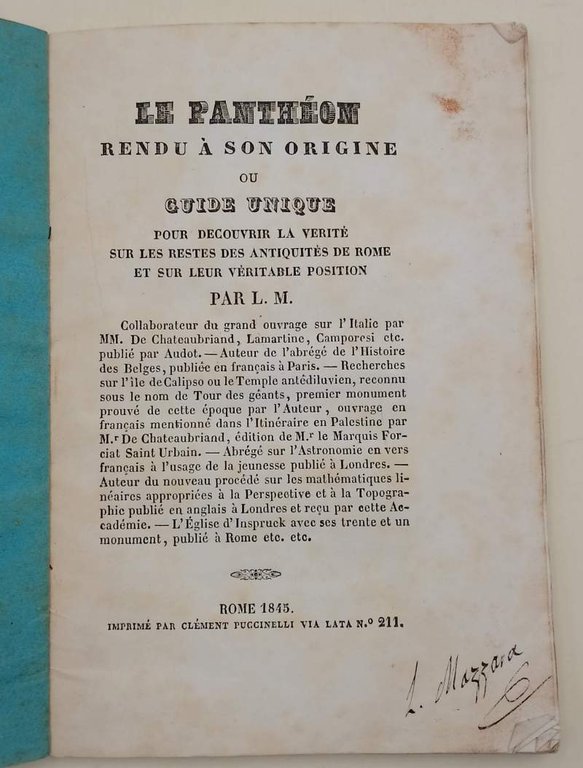 LE PANTHÉON
RENDU À SON ORIGINE
OU
GUIDE UNIQUE
POUR DECOUVRIR LA VERITÉ
SUR LES RESTES DES ANTIQUITÉS DE ROME
ET SUR LEUR VÉRITABLE POSITION
PAR L. M.
Collaborateur du grand ouvrage sur l'Italie par
MM. De Chateaubriand, Lamartine, Camporesi etc.
publié par Audot. — Auteur de l'abrégé de l'Histoire
des Belges, publiée en français à Paris. — Recherches
sur l'île de Calipso ou le Temple antédiluvien, reconnu
sous le nom de Tour des géants, premier monument
prouvé de cette époque par l'Auteur, ouvrage en
français mentionné dans l'Itinéraire en Palestine par
M.r De Chateaubriand, édition de M.r le Marquis For-
ciat Saint Urbain. — Abrégé sur l'Astronomie en vers
français à l'usage de la jeunesse publié à Londres. —
Auteur du nouveau procédé sur les mathématiques li-
néaires appropriées à la Perspective et à la Topogra-
phie publié en anglais à Londres et reçu par cette Ac-
cadémie. — L'Église d'Inspruck avec ses trente et un
monument, publié à Rome etc. etc.
ROME 1845.
IMPRIMÉ PAR CLÉMENT PUCCINELLI VIA LATA N.º 211.
L. Mazzara